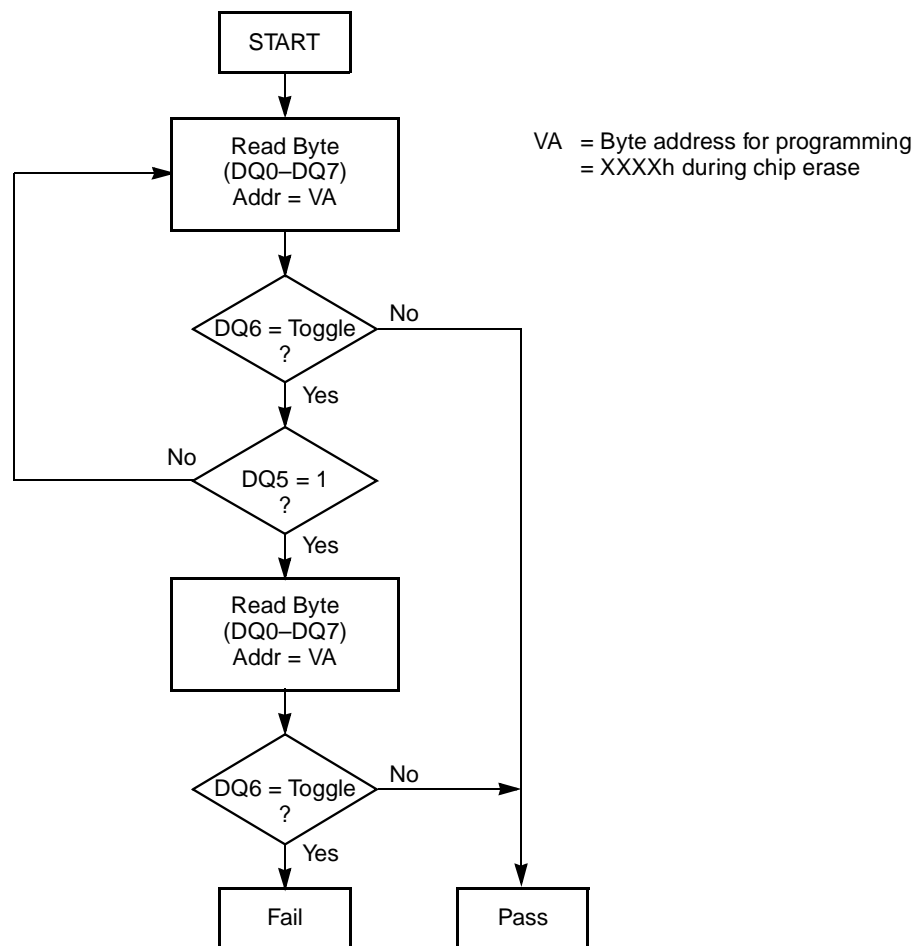 START
Read Byte
(DQ0–DQ7)
Addr = VA
VA = Byte address for programming
= XXXXh during chip erase
DQ6 = Toggle
?
No
Yes
DQ5 = 1
?
No
Yes
Read Byte
(DQ0–DQ7)
Addr = VA
DQ6 = Toggle
?
No
Yes
Fail
Pass